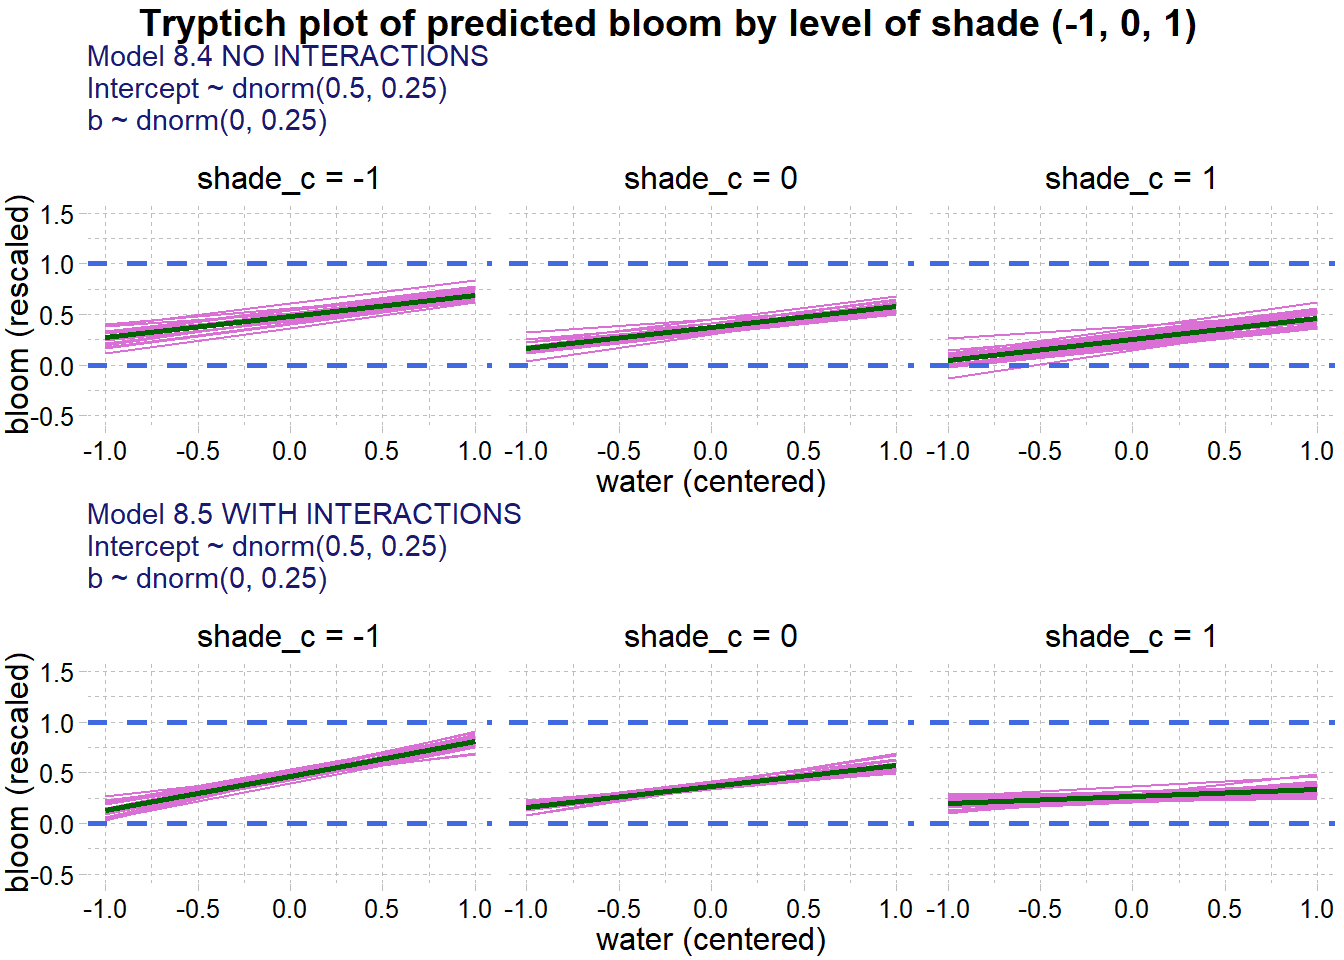 Tryptich plot of predicted bloom by level of shade (-1, 0, 1)
Model 8.4 NO INTERACTIONS
Intercept ~ dnorm(0.5, 0.25)
b ~ dnorm(0, 0.25)
shade_c = -1 shade_c = 0 shade_c = 1
bloom (rescaled)
1.5
1.0
0.5
0.0
-0.5
-1.0 -0.5 0.0 0.5 1.0 -1.0 -0.5 0.0 0.5 1.0 -1.0 -0.5 0.0 0.5 1.0
water (centered)
Model 8.5 WITH INTERACTIONS
Intercept ~ dnorm(0.5, 0.25)
b ~ dnorm(0, 0.25)
shade_c = -1 shade_c = 0 shade_c = 1
bloom (rescaled)
1.5
1.0
0.5
0.0
-0.5
-1.0 -0.5 0.0 0.5 1.0 -1.0 -0.5 0.0 0.5 1.0 -1.0 -0.5 0.0 0.5 1.0
water (centered)